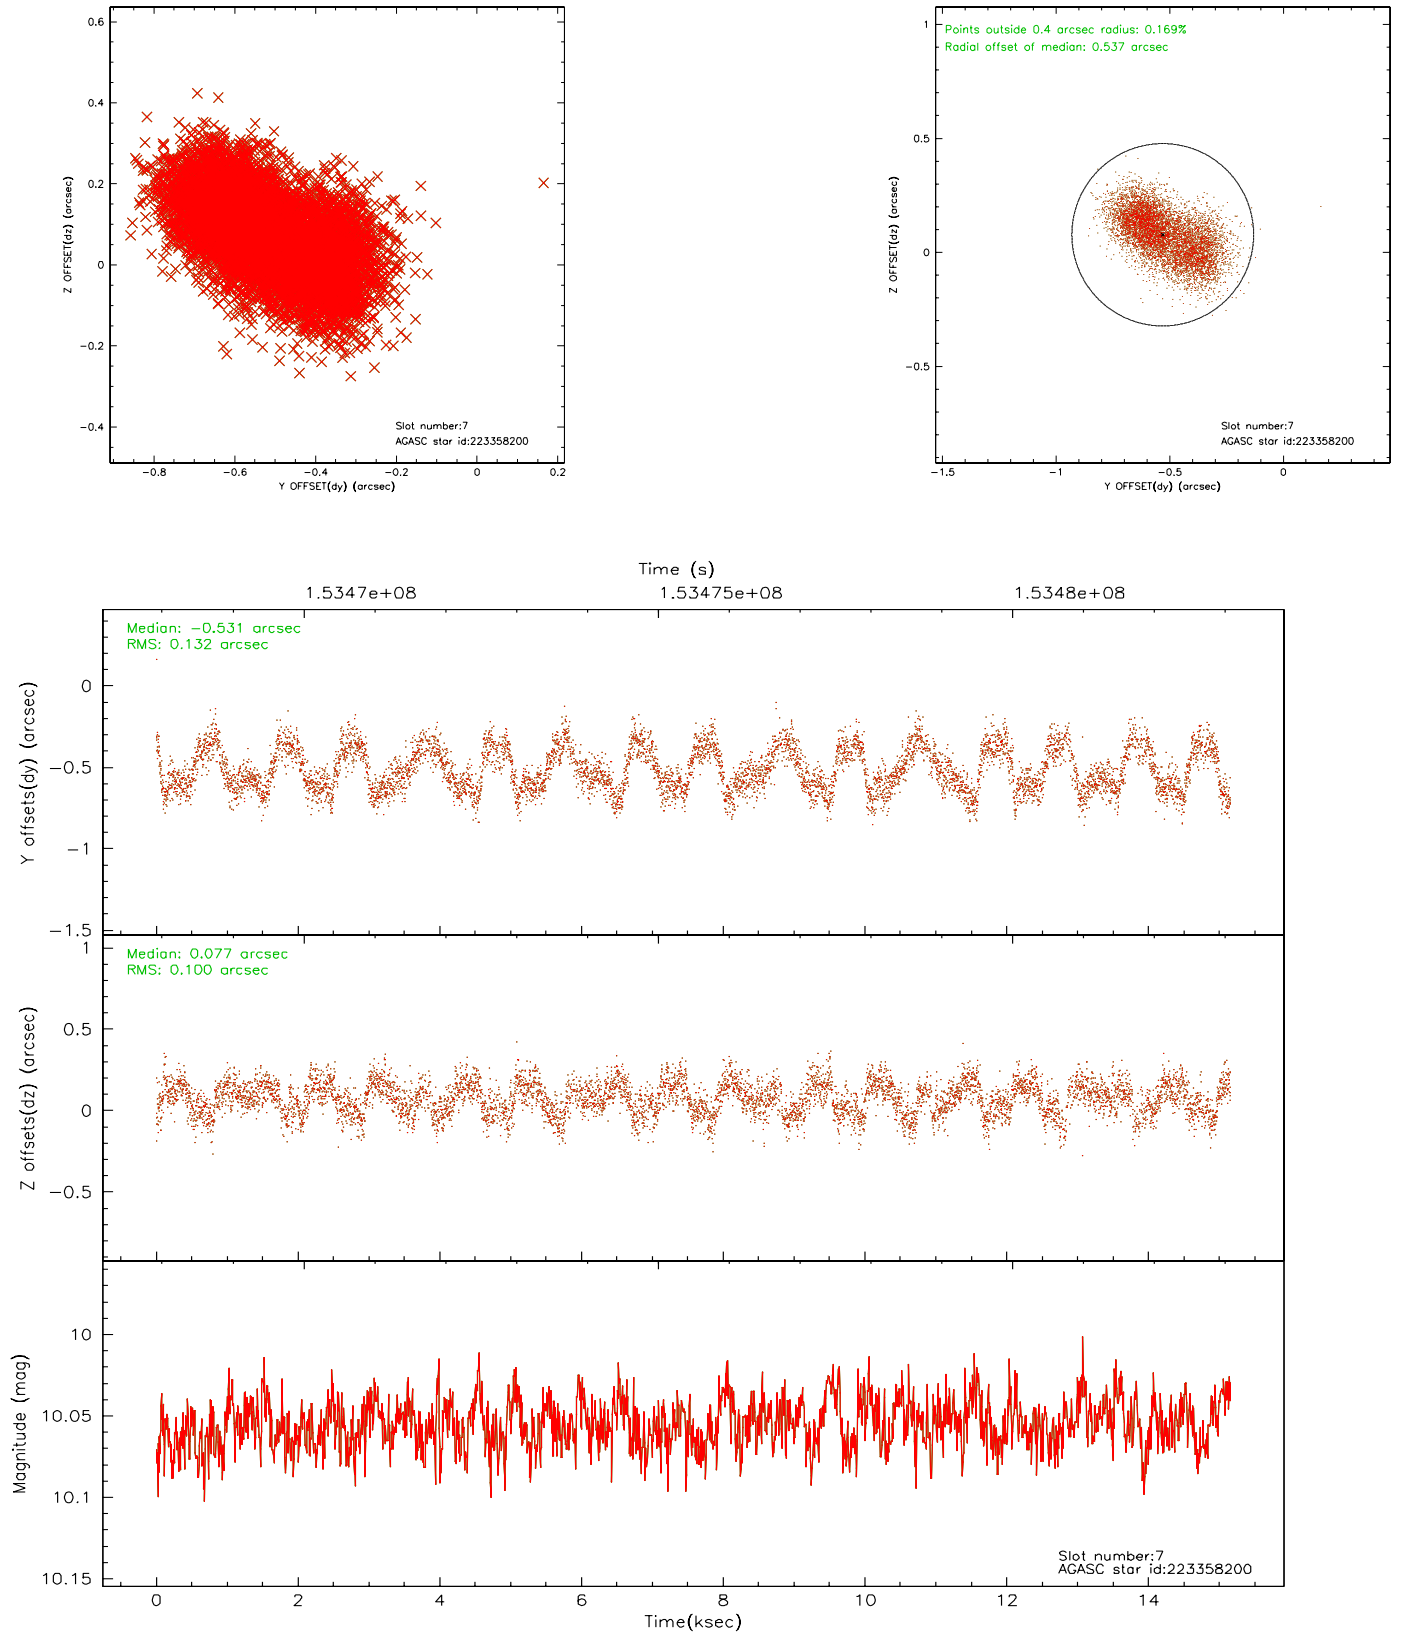 0.6
0.4
0.2
0
−0.2
−0.4
Z OFFSET(dz) (arcsec)
−0.8 −0.6 −0.4 −0.2 0 0.2
Y OFFSET(dy) (arcsec)
Slot number:7
AGASC star id:223358200
Points outside 0.4 arcsec radius: 0.169%
Radial offset of median: 0.537 arcsec
1
0.5
0
−0.5
Z OFFSET(dz) (arcsec)
−1.5 −1 −0.5 0
Y OFFSET(dy) (arcsec)
Slot number:7
AGASC star id:223358200
Time (s)
1.5347e+08 1.53475e+08 1.5348e+08
Median: −0.531 arcsec
RMS: 0.132 arcsec
0
−0.5
−1
−1.5
Y offsets(dy) (arcsec)
Median: 0.077 arcsec
RMS: 0.100 arcsec
1
0.5
0
−0.5
Z offsets(dz) (arcsec)
10
10.05
10.1
10.15
Magnitude (mag)
Slot number:7
AGASC star id:223358200
0 2 4 6 8 10 12 14
Time(ksec)